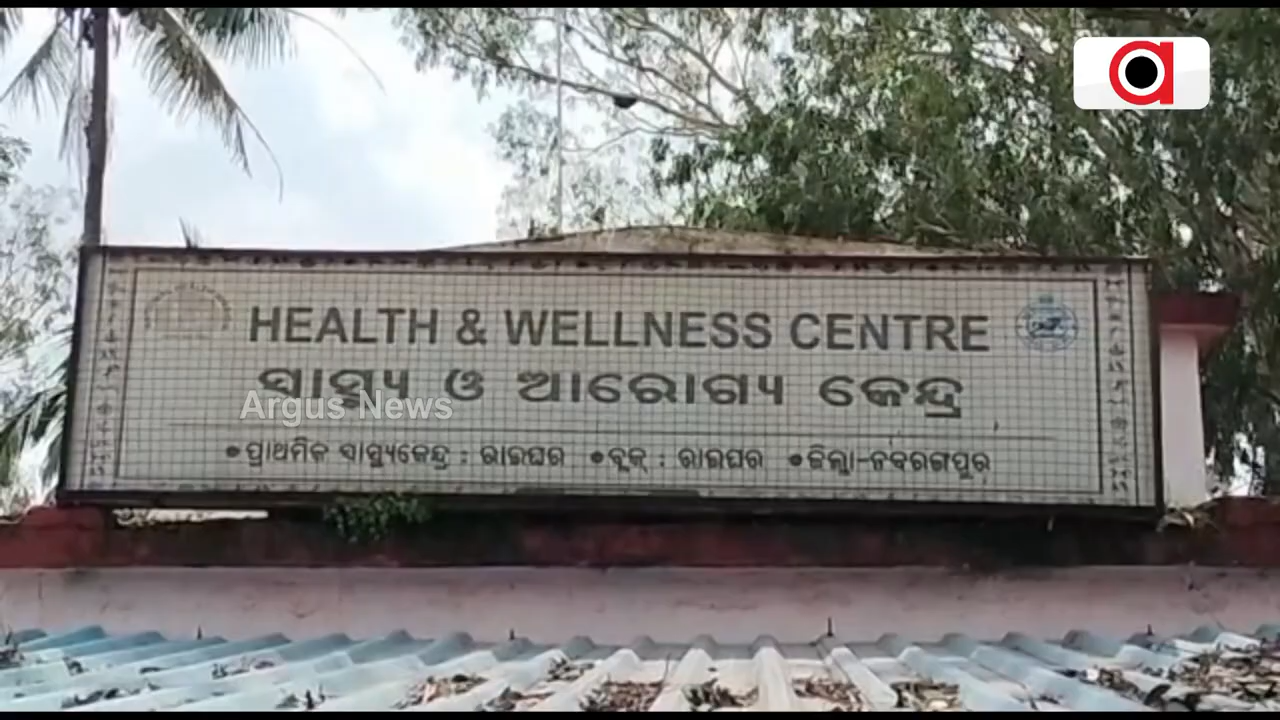 HEALTH & WELLNESS CENTRE
ସ୍ୱାସ୍ଥ୍ୟ ଓ ଆରୋଗ୍ୟ କେନ୍ଦ୍ର
Argus News
•ପ୍ରାଥମିକ ସ୍ୱାସ୍ଥ୍ୟକେନ୍ଦ୍ର : ରାଇଘର •ବ୍ଲକ୍ : ରାଇଘର •ଜିଲ୍ଲା-ନବରଙ୍ଗପୁର